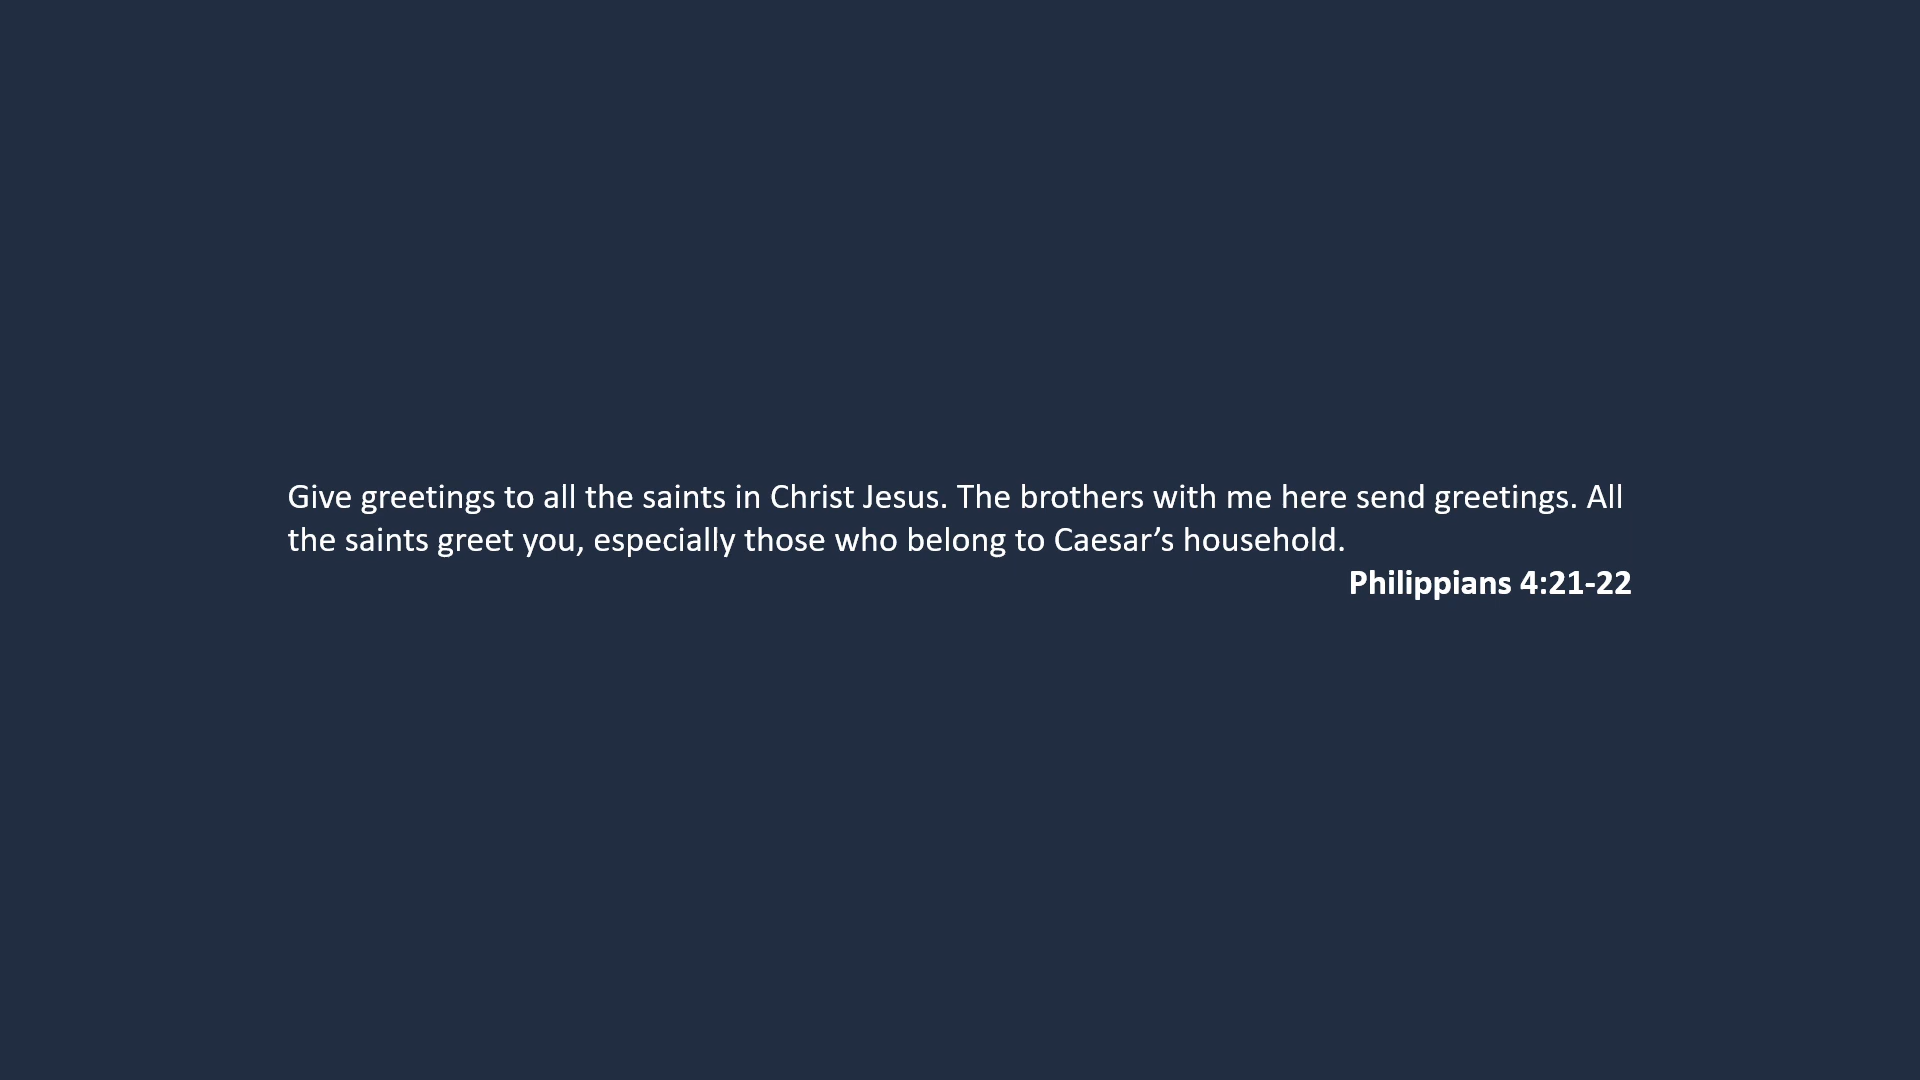 Give greetings to all the saints in Christ Jesus. The brothers with me here send greetings. All
the saints greet you, especially those who belong to Caesar’s household.
Philippians 4:21-22